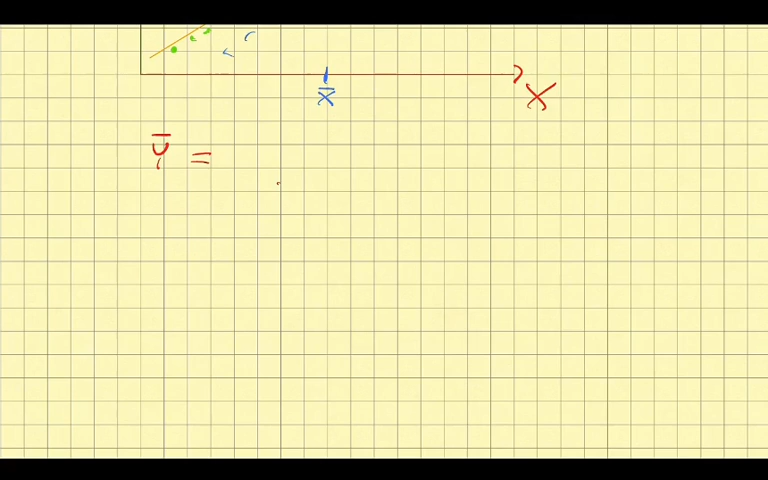 x̄
X
ȳ =